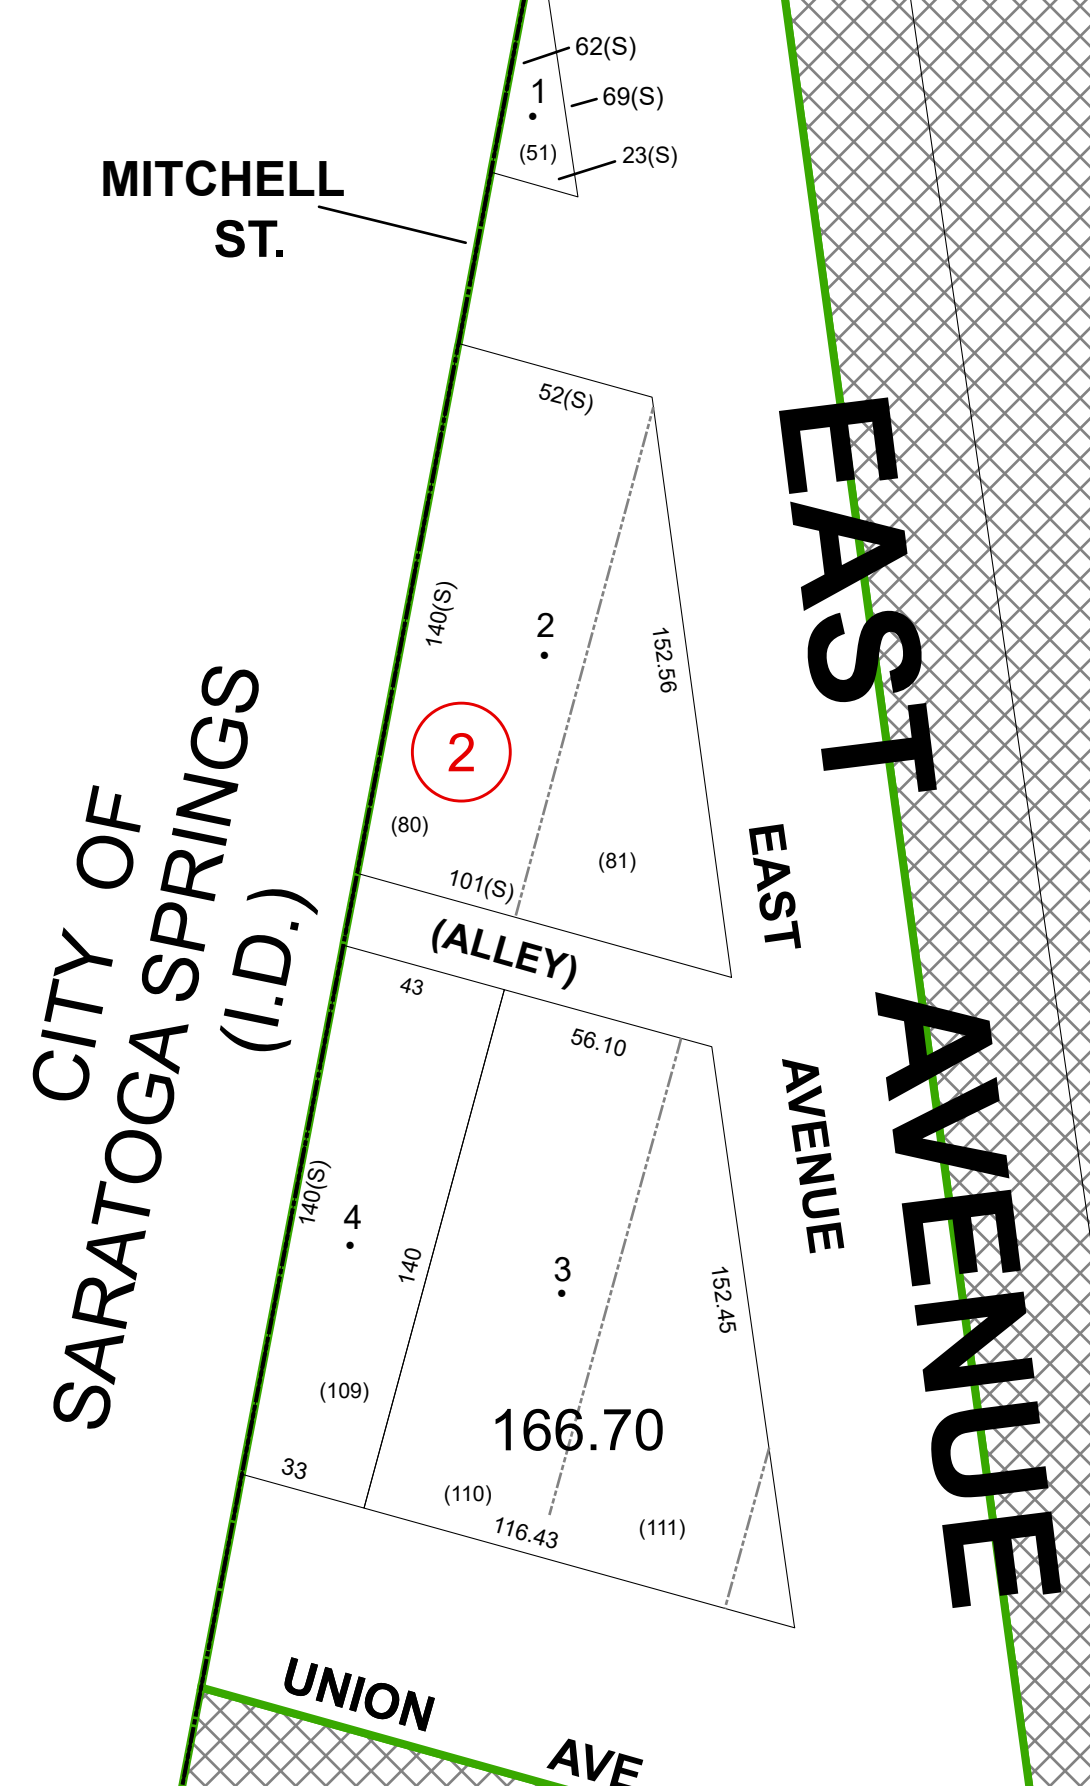 62(S)
1
69(S)
(51)
23(S)
MITCHELL
ST.
52(S)
EAST
140(S)
2
152.56
2
(80)
(81)
101(S)
EAST
CITY OF
SARATOGA SPRINGS
(I.D.)
(ALLEY)
43
56.10
AVENUE
AVENUE
140(S)
4
140
3
152.45
(109)
166.70
33
(110)
116.43
(111)
UNION
AVE